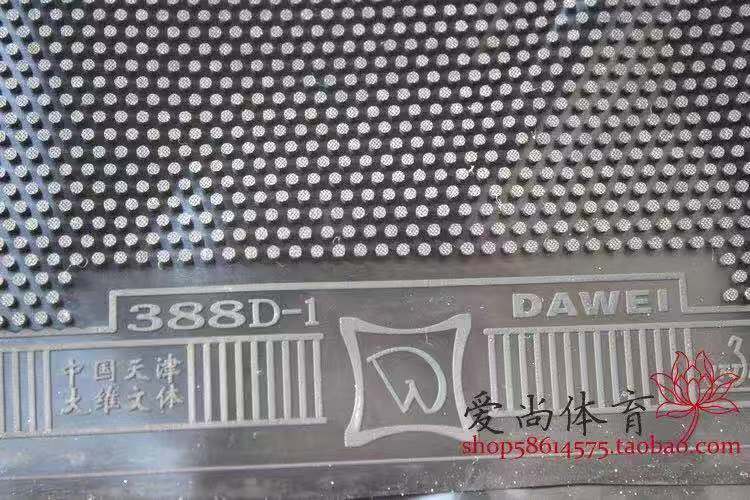 388D-1
DAWEI
中国天津
大维文体
爱尚体育
shop58614575.taobao.com